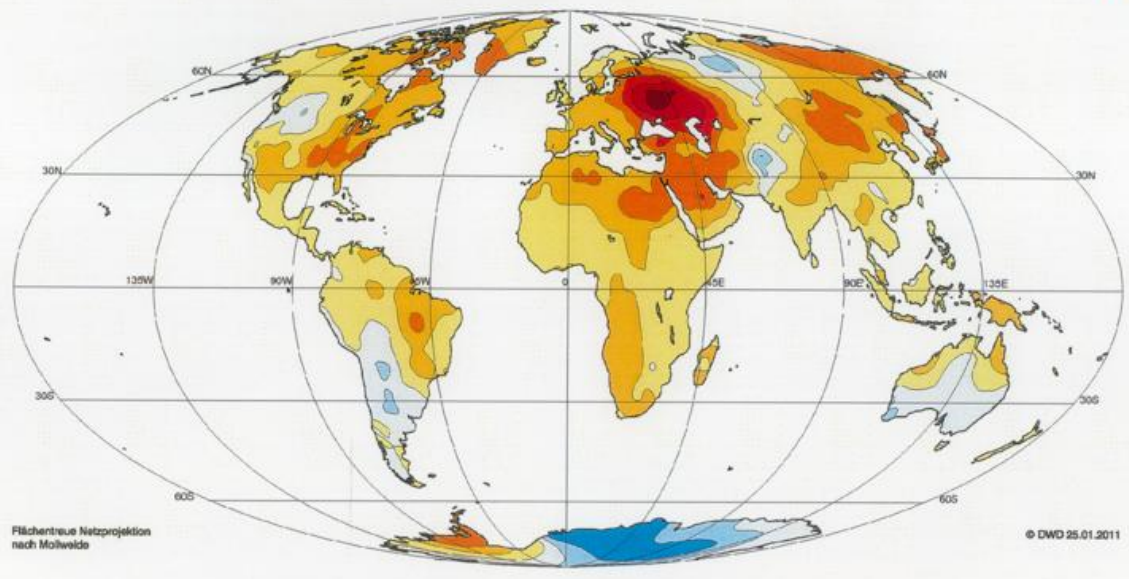 60N
60N
30N
30N
135W
90W
45W
0
45E
90E
135E
30S
30S
60S
60S
Flächentreue Netzprojektion
nach Mollweide
© DWD 25.01.2011